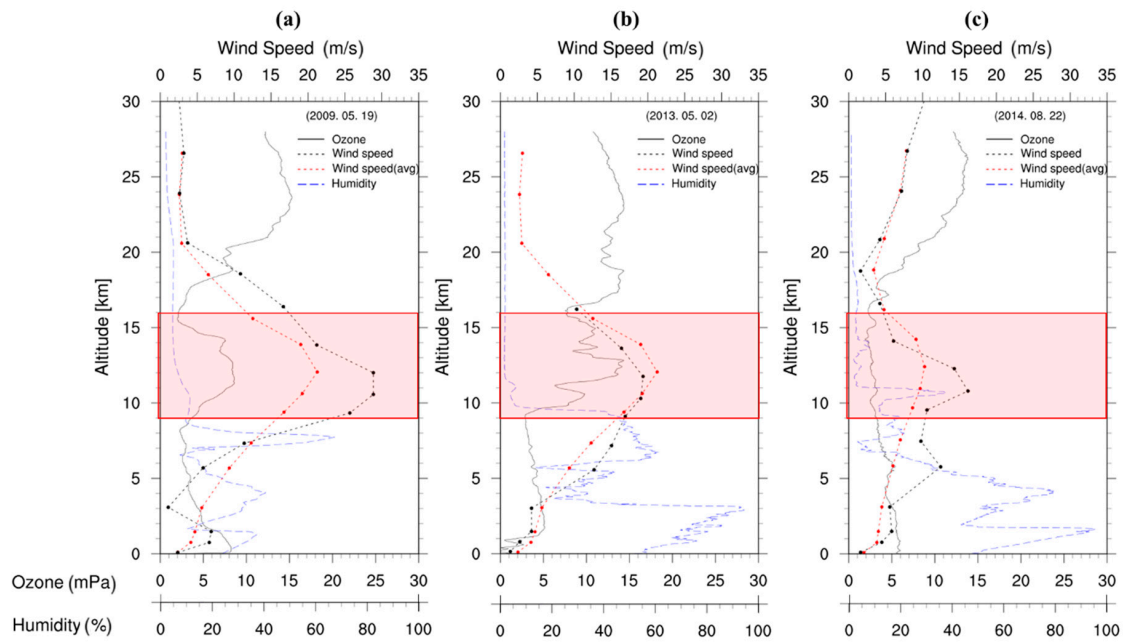 (a) (b) (c)
Wind Speed (m/s) Wind Speed (m/s) Wind Speed (m/s)
0 5 10 15 20 25 30 35 0 5 10 15 20 25 30 35 0 5 10 15 20 25 30 35
30 30 30
(2009. 05. 19) (2013. 05. 02) (2014. 08. 22)
Ozone Ozone Ozone
Wind speed Wind speed Wind speed
Wind speed(avg) Wind speed(avg) Wind speed(avg)
Humidity Humidity Humidity
25 25 25
20 20 20
Altitude [km] Altitude [km] Altitude [km]
15 15 15
10 10 10
5 5 5
0 0 0
Ozone (mPa) 0 5 10 15 20 25 30 0 5 10 15 20 25 30 0 5 10 15 20 25 30
Humidity (%) 0 20 40 60 80 100 0 20 40 60 80 100 0 20 40 60 80 100